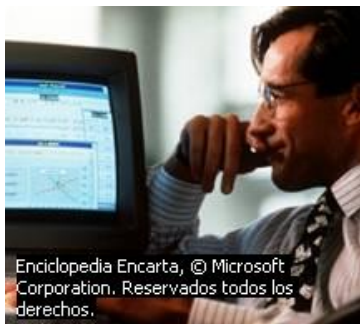 Enciclopedia Encarta, © Microsoft
Corporation. Reservados todos los
derechos.